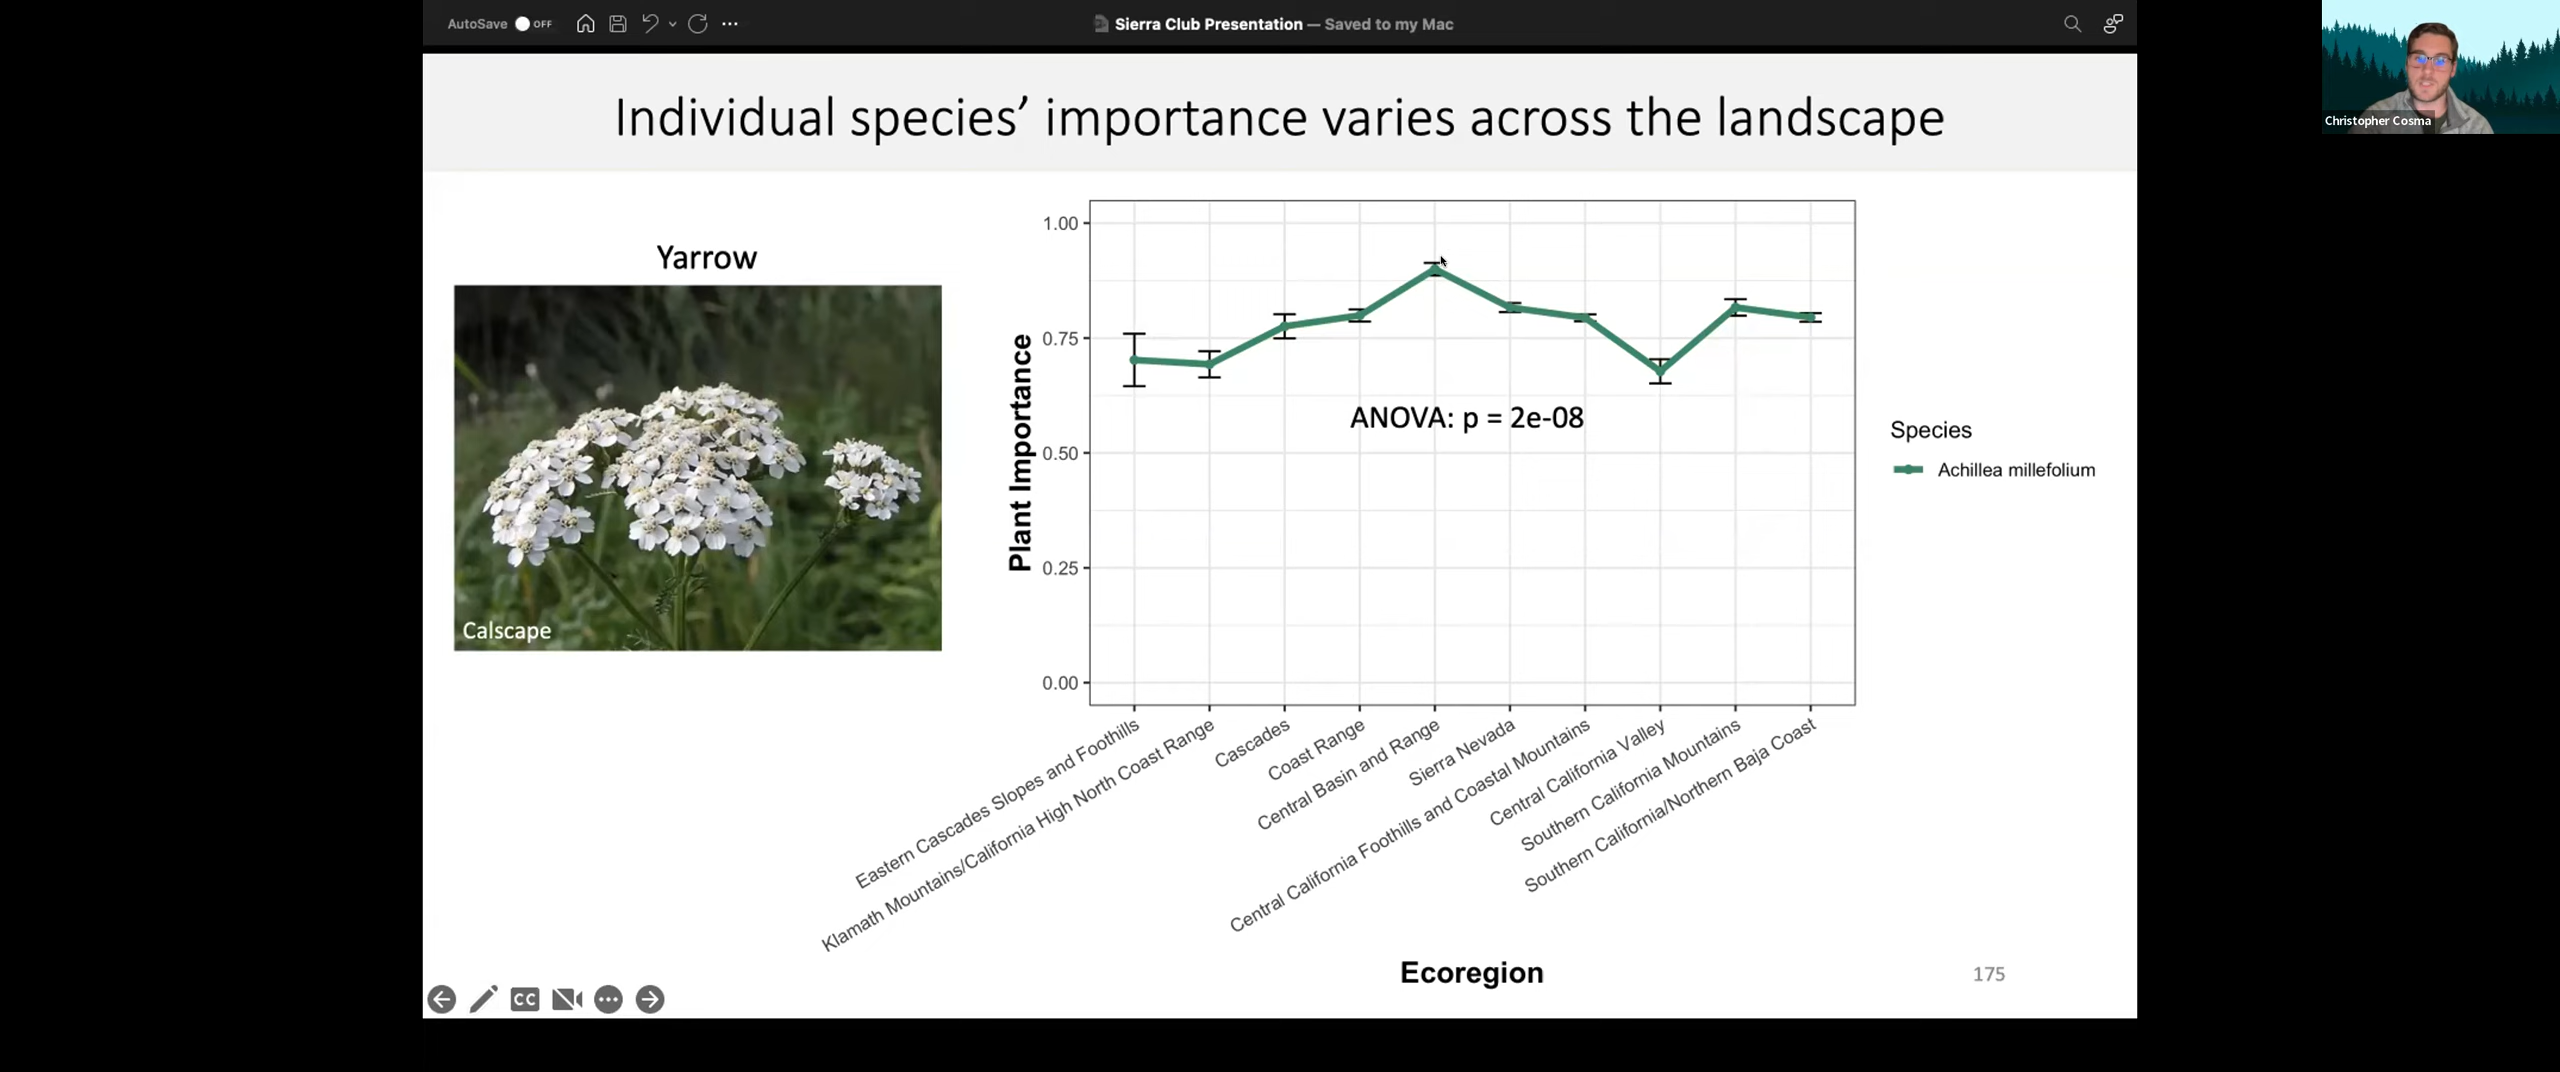 AutoSave OFF
Sierra Club Presentation — Saved to my Mac
Christopher Cosma
Individual species’ importance varies across the landscape
Yarrow
Calscape
Plant Importance
1.00
0.75
0.50
0.25
0.00
ANOVA: p = 2e-08
Species
Achillea millefolium
Eastern Cascades Slopes and Foothills
Klamath Mountains/California High North Coast Range
Cascades
Coast Range
Central Basin and Range
Sierra Nevada
Central California Foothills and Coastal Mountains
Central California Valley
Southern California Mountains
Southern California/Northern Baja Coast
Ecoregion
175
CC